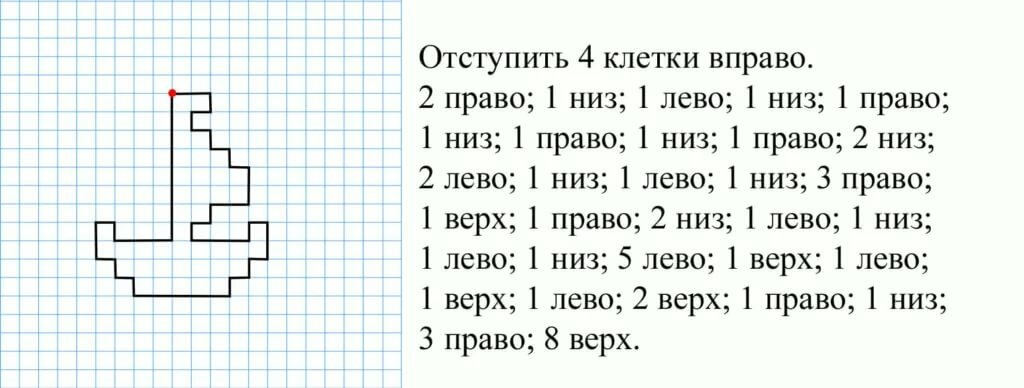 Отступить 4 клетки вправо.
2 право; 1 низ; 1 лево; 1 низ; 1 право;
1 низ; 1 право; 1 низ; 1 право; 2 низ;
2 лево; 1 низ; 1 лево; 1 низ; 3 право;
1 верх; 1 право; 2 низ; 1 лево; 1 низ;
1 лево; 1 низ; 5 лево; 1 верх; 1 лево;
1 верх; 1 лево; 2 верх; 1 право; 1 низ;
3 право; 8 верх.